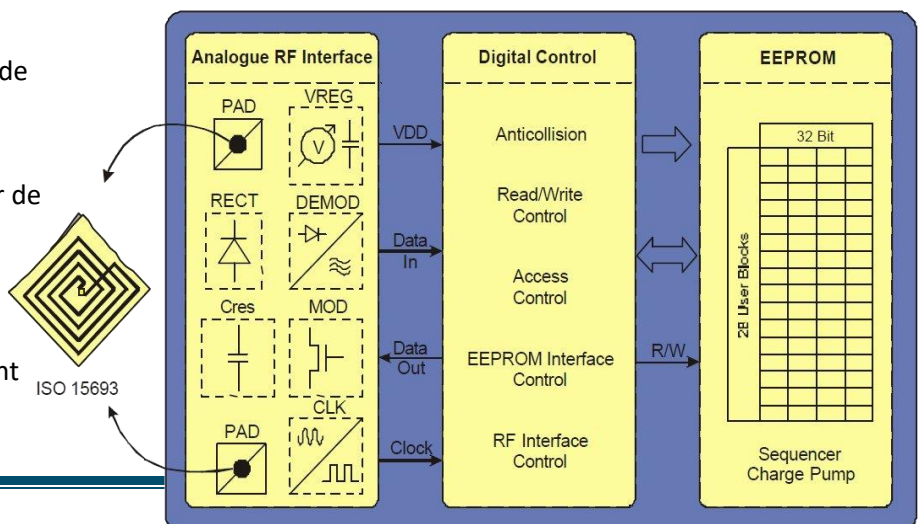 de
r de
nt
ISO 15693
Analogue RF Interface
PAD
VREG
V
RECT
DEMOD
Cres
MOD
PAD
CLK
VDD
Data
In
Data
Out
Clock
Digital Control
Anticollision
Read/Write
Control
Access
Control
EEPROM Interface
Control
RF Interface
Control
R/W
EEPROM
32 Bit
28 User Blocks
Sequencer
Charge Pump